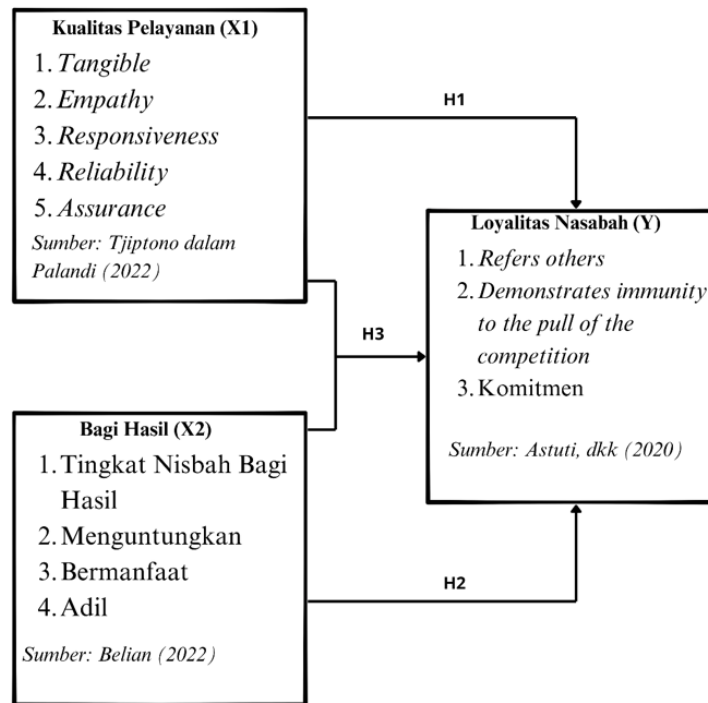 Kualitas Pelayanan (X1)
1. Tangible
2. Empathy
3. Responsiveness
4. Reliability
5. Assurance
Sumber: Tjiptono dalam
Palandi (2022)
H1
Loyalitas Nasabah (Y)
1. Refers others
2. Demonstrates immunity
to the pull of the
competition
3. Komitmen
Sumber: Astuti, dkk (2020)
H3
Bagi Hasil (X2)
1. Tingkat Nisbah Bagi
Hasil
2. Menguntungkan
3. Bermanfaat
4. Adil
Sumber: Belian (2022)
H2